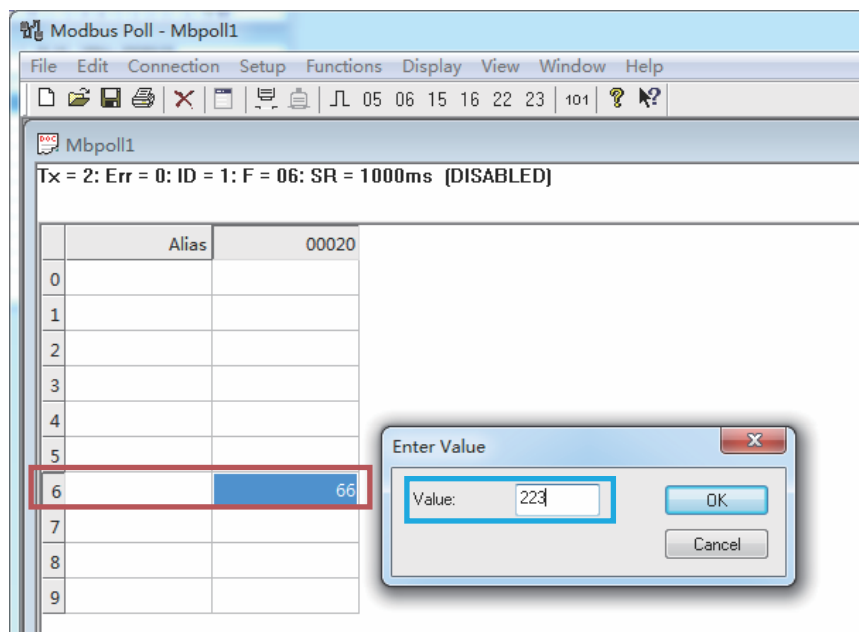 Modbus Poll - Mbpoll1
File Edit Connection Setup Functions Display View Window Help
05 06 15 16 22 23 101
DOC Mbpoll1
Tx = 2: Err = 0: ID = 1: F = 06: SR = 1000ms (DISABLED)
Alias 00020
0
1
2
3
4
5
6 66
7
8
9
Enter Value
Value: 223
OK
Cancel